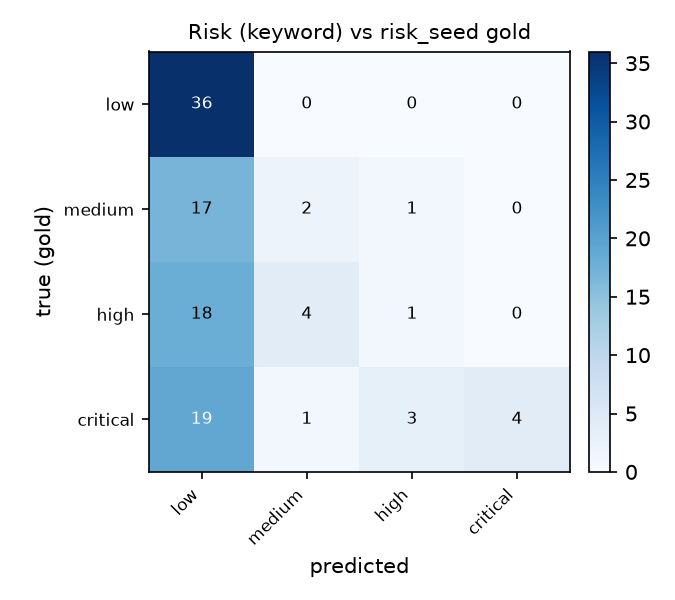 Risk (keyword) vs risk_seed gold
low 36 0 0 0
medium 17 2 1 0
high 18 4 1 0
critical 19 1 3 4
low medium high critical
predicted
true (gold)
35
30
25
20
15
10
5
0